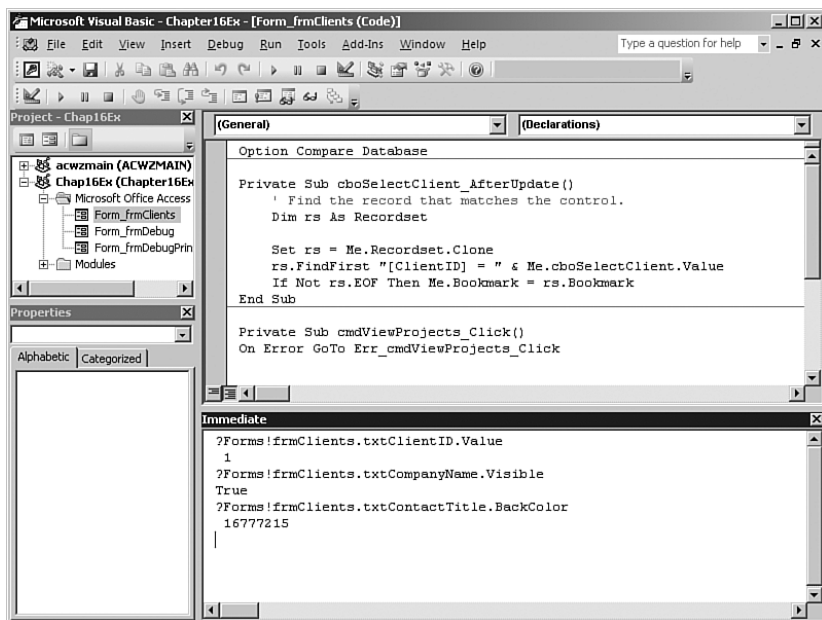 Microsoft Visual Basic - Chapter16Ex - [Form_frmClients (Code)]
File Edit View Insert Debug Run Tools Add-Ins Window Help
Type a question for help
Project - Chap16Ex
acwzmain (ACWZMAIN)
Chap16Ex (Chapter16Ex
Microsoft Office Access
Form_frmClients
Form_frmDebug
Form_frmDebugPrin
Modules
Properties
Alphabetic Categorized
(General)
(Declarations)
Option Compare Database
Private Sub cboSelectClient_AfterUpdate()
' Find the record that matches the control.
Dim rs As Recordset
Set rs = Me.Recordset.Clone
rs.FindFirst "[ClientID] = " & Me.cboSelectClient.Value
If Not rs.EOF Then Me.Bookmark = rs.Bookmark
End Sub
Private Sub cmdViewProjects_Click()
On Error GoTo Err_cmdViewProjects_Click
Immediate
?Forms!frmClients.txtClientID.Value
1
?Forms!frmClients.txtCompanyName.Visible
True
?Forms!frmClients.txtContactTitle.BackColor
16777215